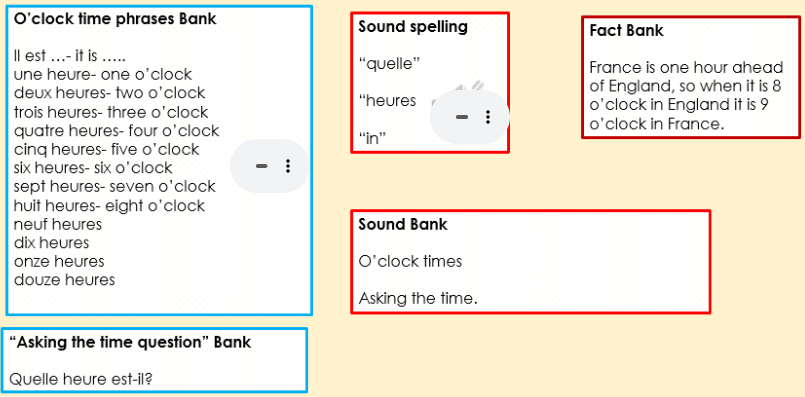 O'clock time phrases Bank
Il est …- it is …..
une heure- one o'clock
deux heures- two o'clock
trois heures- three o'clock
quatre heures- four o'clock
cinq heures- five o'clock
six heures- six o'clock
sept heures- seven o'clock
huit heures- eight o'clock
neuf heures
dix heures
onze heures
douze heures
"Asking the time question" Bank
Quelle heure est-il?
Sound spelling
"quelle"
"heures
"in"
Sound Bank
O'clock times
Asking the time.
Fact Bank
France is one hour ahead
of England, so when it is 8
o'clock in England it is 9
o'clock in France.